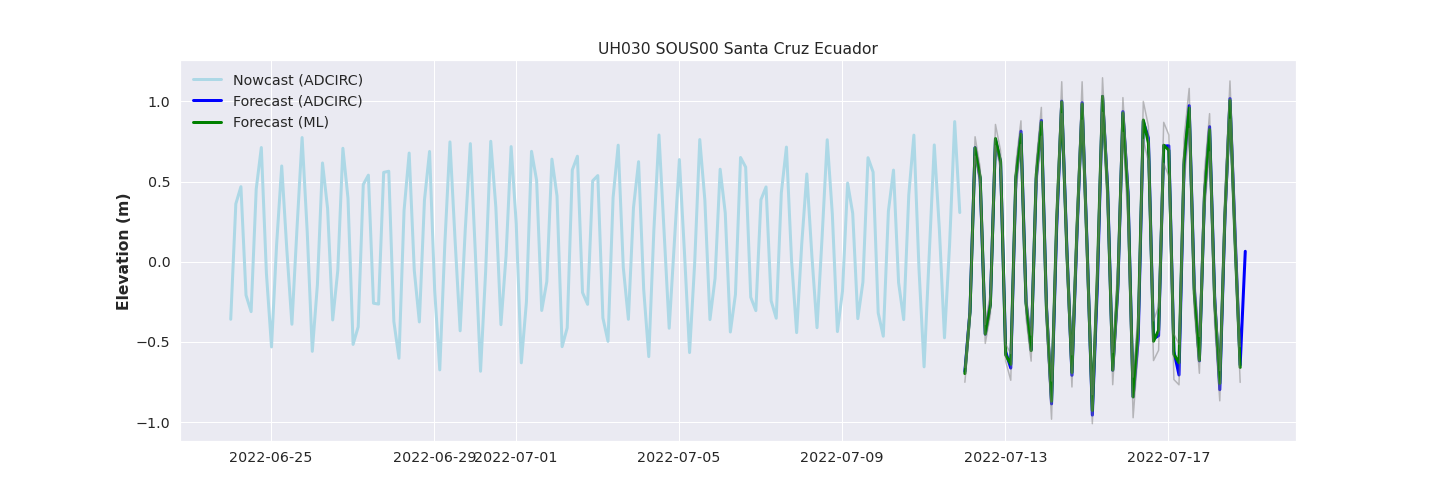 UH030 SOUS00 Santa Cruz Ecuador
Nowcast (ADCIRC)
Forecast (ADCIRC)
Forecast (ML)
Elevation (m)
1.0
0.5
0.0
−0.5
−1.0
2022-06-25 2022-06-29 2022-07-01 2022-07-05 2022-07-09 2022-07-13 2022-07-17